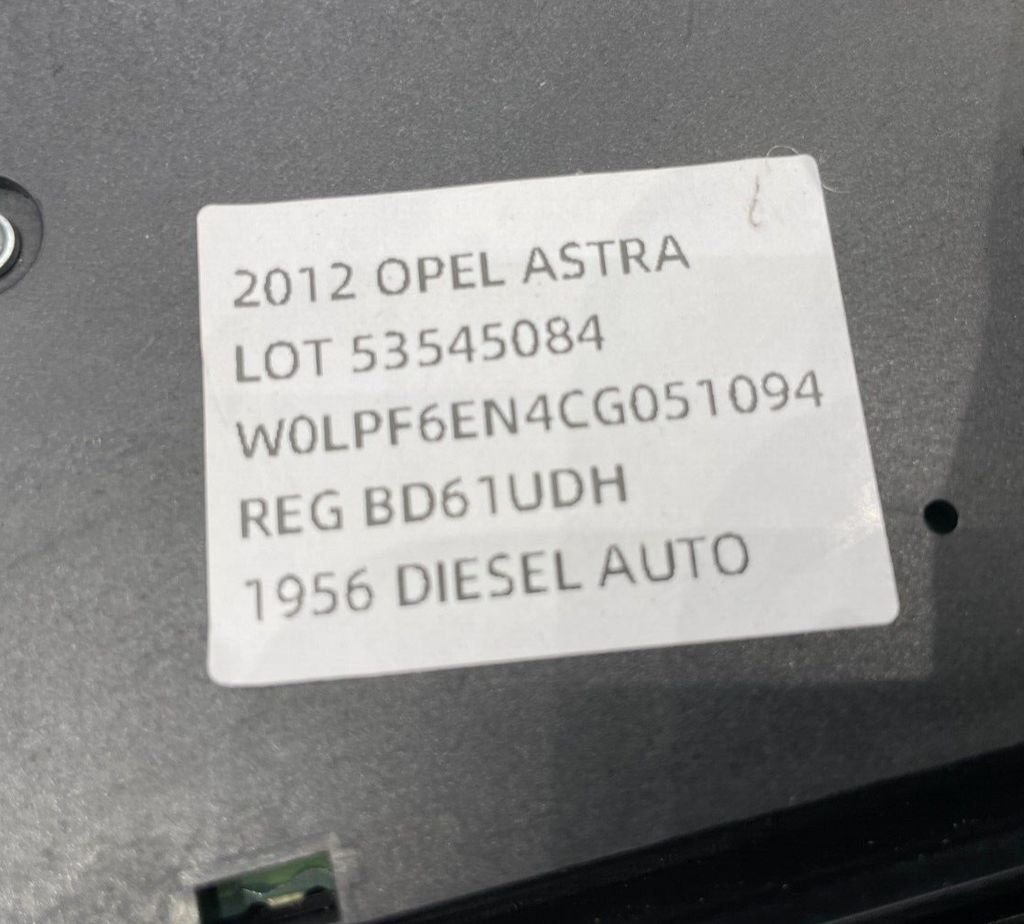 2012 OPEL ASTRA
LOT 53545084
W0LPF6EN4CG051094
REG BD61UDH
1956 DIESEL AUTO